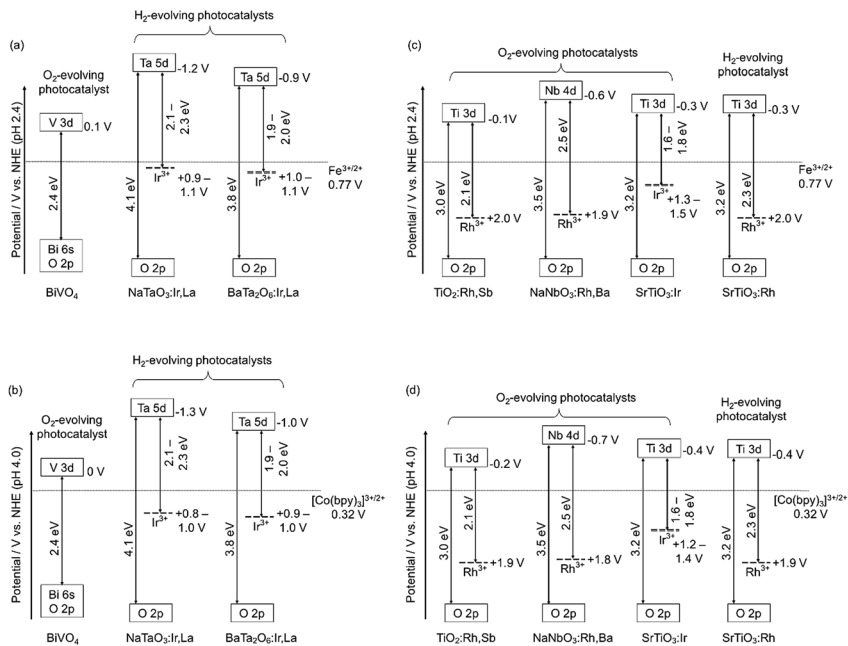 (a)
H₂-evolving photocatalysts
O₂-evolving
photocatalyst
Potential / V vs. NHE (pH 2.4)
V 3d 0.1 V
2.4 eV
Bi 6s
O 2p
BiVO₄
Ta 5d -1.2 V
4.1 eV
2.1 –
2.3 eV
Ir³⁺ +0.9 –
1.1 V
O 2p
NaTaO₃:Ir,La
Ta 5d -0.9 V
3.8 eV
1.9 –
2.0 eV
Ir³⁺ +1.0 –
1.1 V
O 2p
BaTa₂O₆:Ir,La
Fe³⁺/²⁺
0.77 V
(c)
O₂-evolving photocatalysts
H₂-evolving
photocatalyst
Potential / V vs. NHE (pH 2.4)
Ti 3d -0.1V
3.0 eV
2.1 eV
Rh³⁺ +2.0 V
O 2p
TiO₂:Rh,Sb
Nb 4d -0.6 V
3.5 eV
2.5 eV
Rh³⁺ +1.9 V
O 2p
NaNbO₃:Rh,Ba
Ti 3d -0.3 V
3.2 eV
1.6 –
1.8 eV
Ir³⁺ +1.3 –
1.5 V
O 2p
SrTiO₃:Ir
Ti 3d -0.3 V
3.2 eV
2.3 eV
Rh³⁺ +2.0 V
O 2p
SrTiO₃:Rh
Fe³⁺/²⁺
0.77 V
(b)
H₂-evolving photocatalysts
O₂-evolving
photocatalyst
Potential / V vs. NHE (pH 4.0)
V 3d 0 V
2.4 eV
Bi 6s
O 2p
BiVO₄
Ta 5d -1.3 V
4.1 eV
2.1 –
2.3 eV
Ir³⁺ +0.8 –
1.0 V
O 2p
NaTaO₃:Ir,La
Ta 5d -1.0 V
3.8 eV
1.9 –
2.0 eV
Ir³⁺ +0.9 –
1.0 V
O 2p
BaTa₂O₆:Ir,La
[Co(bpy)₃]³⁺/²⁺
0.32 V
(d)
O₂-evolving photocatalysts
H₂-evolving
photocatalyst
Potential / V vs. NHE (pH 4.0)
Ti 3d -0.2 V
3.0 eV
2.1 eV
Rh³⁺ +1.9 V
O 2p
TiO₂:Rh,Sb
Nb 4d -0.7 V
3.5 eV
2.5 eV
Rh³⁺ +1.8 V
O 2p
NaNbO₃:Rh,Ba
Ti 3d -0.4 V
3.2 eV
1.6 –
1.8 eV
Ir³⁺ +1.2 –
1.4 V
O 2p
SrTiO₃:Ir
Ti 3d -0.4 V
3.2 eV
2.3 eV
Rh³⁺ +1.9 V
O 2p
SrTiO₃:Rh
[Co(bpy)₃]³⁺/²⁺
0.32 V